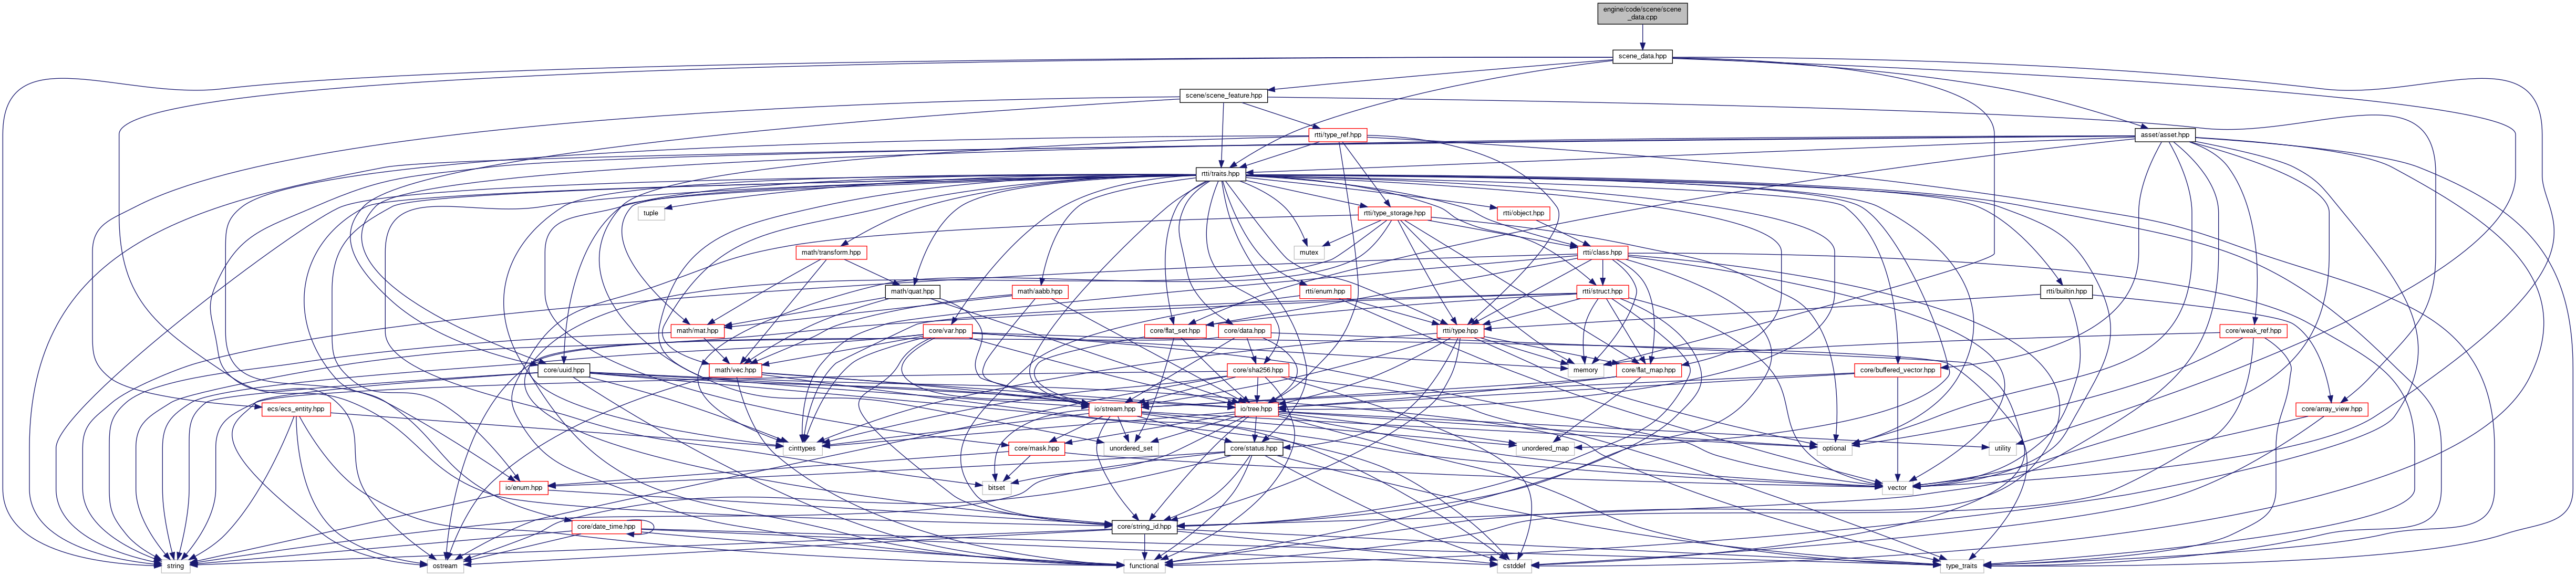 engine/code/scene/scene
_data.cpp
scene_data.hpp
scene/scene_feature.hpp
rtti/type_ref.hpp
asset/asset.hpp
rtti/traits.hpp
tuple
rtti/type_storage.hpp
rtti/object.hpp
math/transform.hpp
mutex
rtti/class.hpp
math/quat.hpp
math/aabb.hpp
rtti/enum.hpp
rtti/struct.hpp
rtti/builtin.hpp
math/mat.hpp
core/var.hpp
core/flat_set.hpp
core/data.hpp
rtti/type.hpp
core/weak_ref.hpp
core/uuid.hpp
math/vec.hpp
core/sha256.hpp
memory
core/flat_map.hpp
core/buffered_vector.hpp
ecs/ecs_entity.hpp
io/stream.hpp
io/tree.hpp
core/array_view.hpp
cinttypes
core/mask.hpp
unordered_set
core/status.hpp
unordered_map
optional
utility
io/enum.hpp
bitset
vector
core/date_time.hpp
core/string_id.hpp
string
ostream
functional
cstddef
type_traits